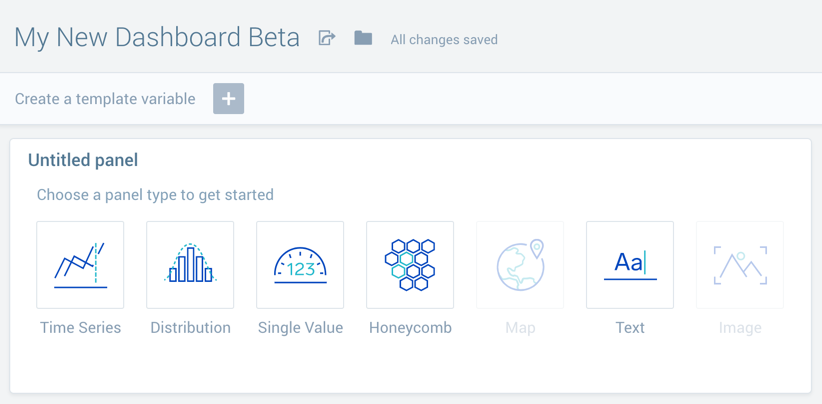 My New Dashboard Beta
All changes saved
Create a template variable
Untitled panel
Choose a panel type to get started
123
Aa
Time Series
Distribution
Single Value
Honeycomb
Map
Text
Image